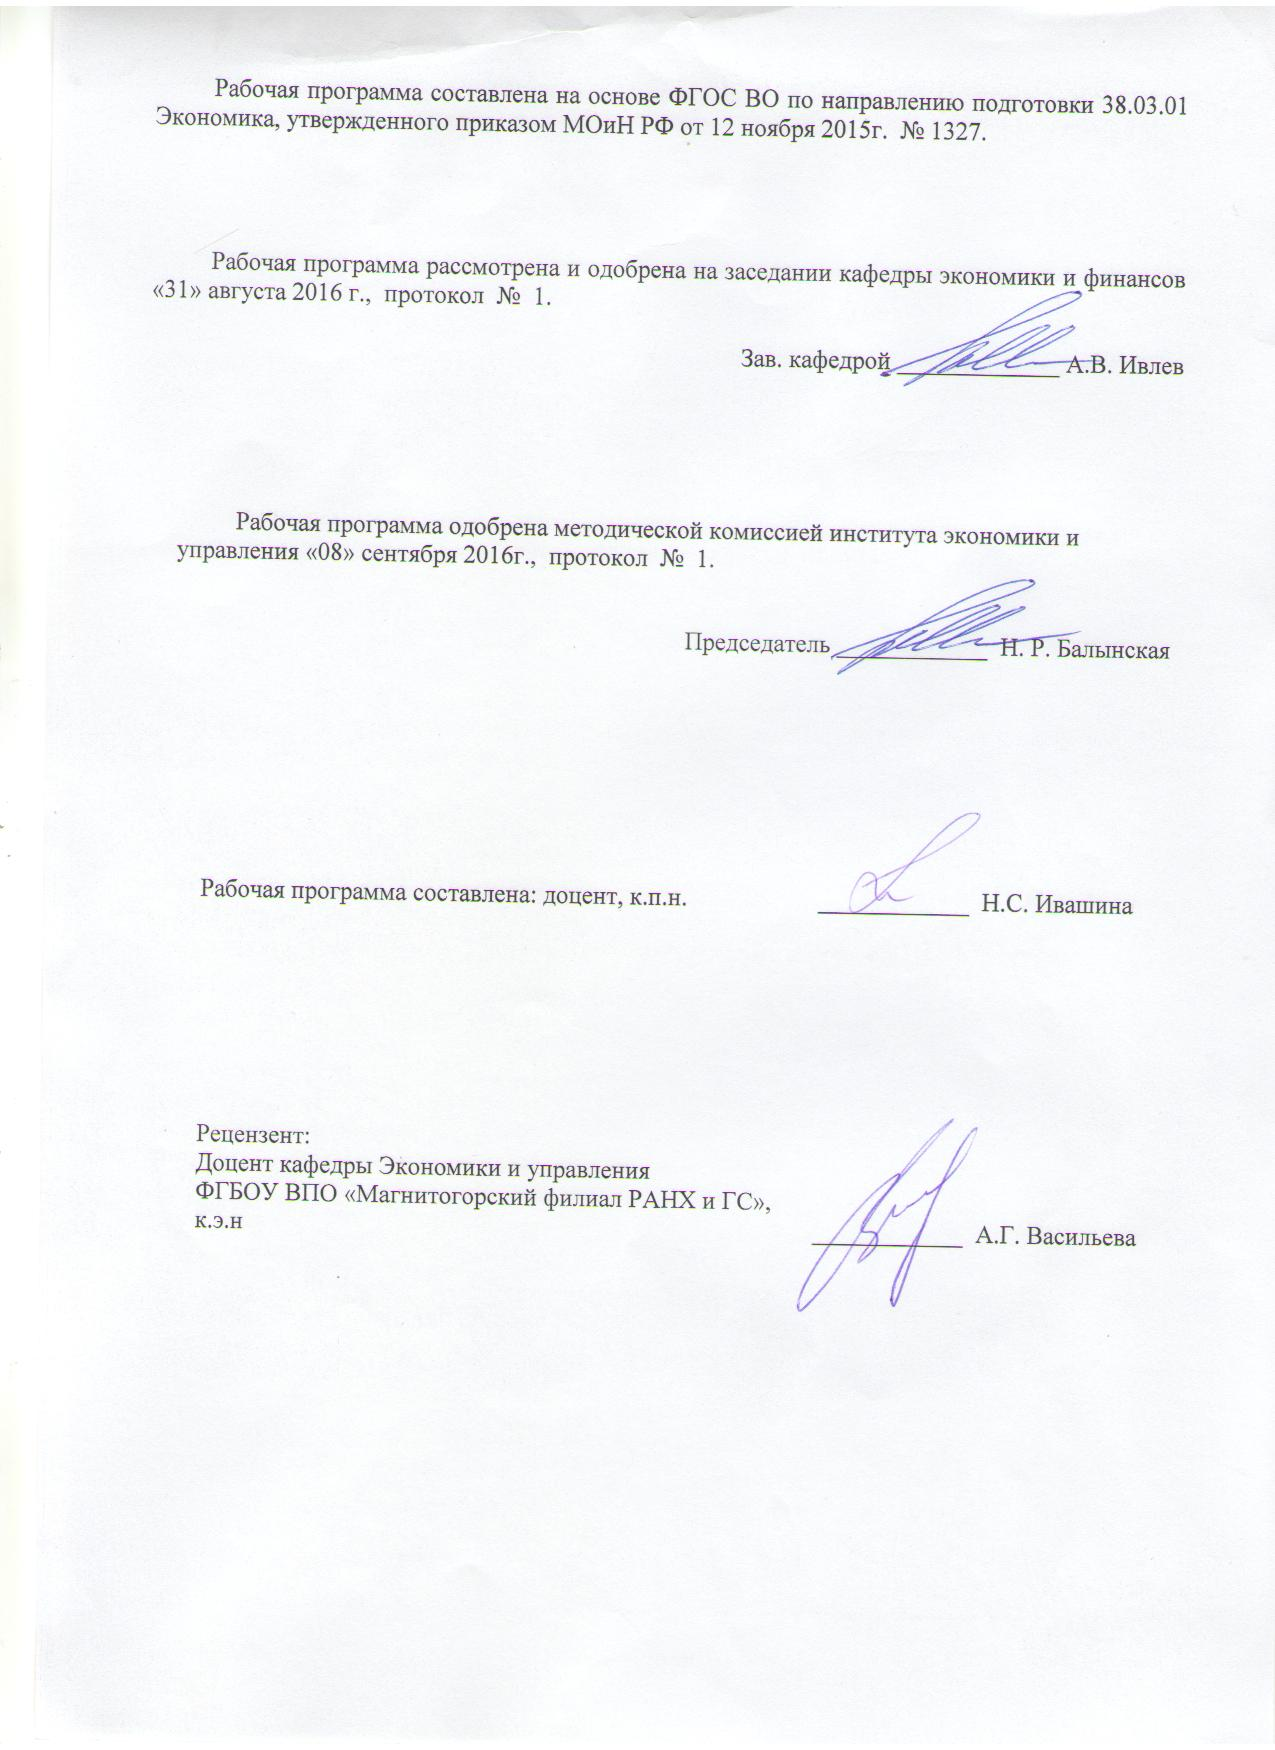 Рабочая программа составлена на основе ФГОС ВО по направлению подготовки 38.03.01
Экономика, утвержденного приказом МОиН РФ от 12 ноября 2015г.  № 1327.
Рабочая программа рассмотрена и одобрена на заседании кафедры экономики и финансов
«31» августа 2016 г.,  протокол  №  1.
Зав. кафедрой _____________ А.В. Ивлев
Рабочая программа одобрена методической комиссией института экономики и
управления «08» сентября 2016г.,  протокол  №  1.
Председатель ____________  Н. Р. Балынская
Рабочая программа составлена: доцент, к.п.н. ____________  Н.С. Ивашина
Рецензент:
Доцент кафедры Экономики и управления
ФГБОУ ВПО «Магнитогорский филиал РАНХ и ГС»,
к.э.н ____________  А.Г. Васильева